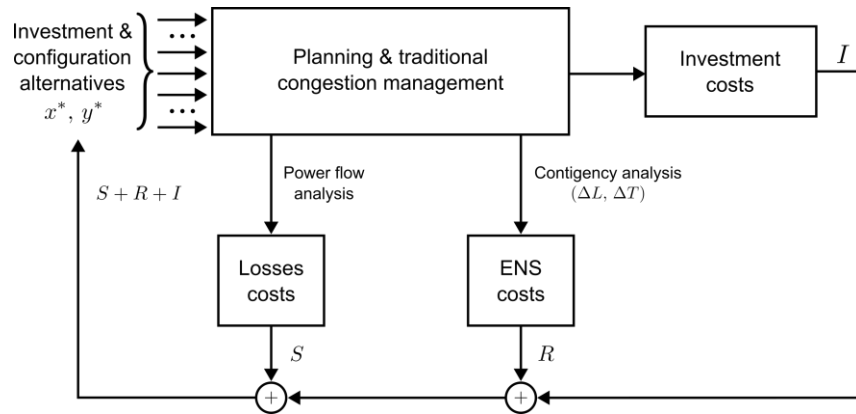 Investment &
configuration
alternatives
x*, y*
...
...
Planning & traditional
congestion management
Investment
costs
I
Power flow
analysis
Contigency analysis
(ΔL, ΔT)
S + R + I
Losses
costs
ENS
costs
S
R
+
+